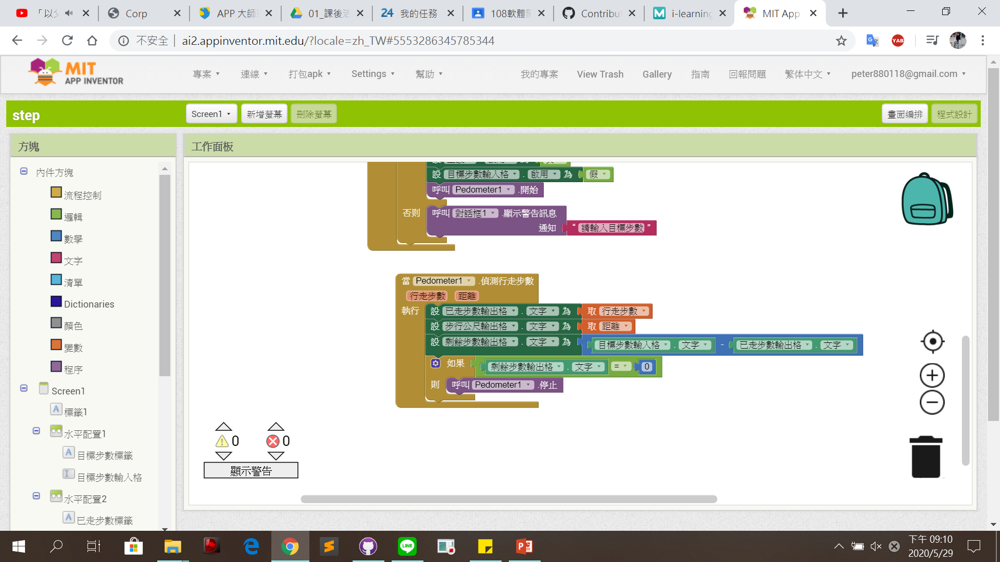 「以父
Corp
APP 大師
01_課後活
24 我的任務
108軟體開
Contribut
i-learning
MIT App
不安全 | ai2.appinventor.mit.edu/?locale=zh_TW#5553286345785344
YAB
MIT
APP INVENTOR
專案
連線
打包apk
Settings
幫助
我的專案
View Trash
Gallery
指南
回報問題
繁体中文
peter880118@gmail.com
step
Screen1
新增螢幕
刪除螢幕
畫面編排
程式設計
方塊
工作面板
內件方塊
流程控制
邏輯
數學
文字
清單
Dictionaries
顏色
變數
程序
Screen1
標籤1
水平配置1
目標步數標籤
目標步數輸入格
水平配置2
已走步數標籤
設 目標步數輸入格 . 啟用 為 假
呼叫 Pedometer1 .開始
否則 呼叫 對話框1 .顯示警告訊息
通知 “ 請輸入目標步數 ”
當 Pedometer1 .偵測行走步數
行走步數 距離
執行 設 已走步數輸出格 . 文字 為 取 行走步數
設 步行公尺輸出格 . 文字 為 取 距離
設 剩餘步數輸出格 . 文字 為 目標步數輸入格 . 文字 - 已走步數輸出格 . 文字
如果 剩餘步數輸出格 . 文字 = 0
則 呼叫 Pedometer1 .停止
0 0
顯示警告
LINE
下午 09:10
2020/5/29